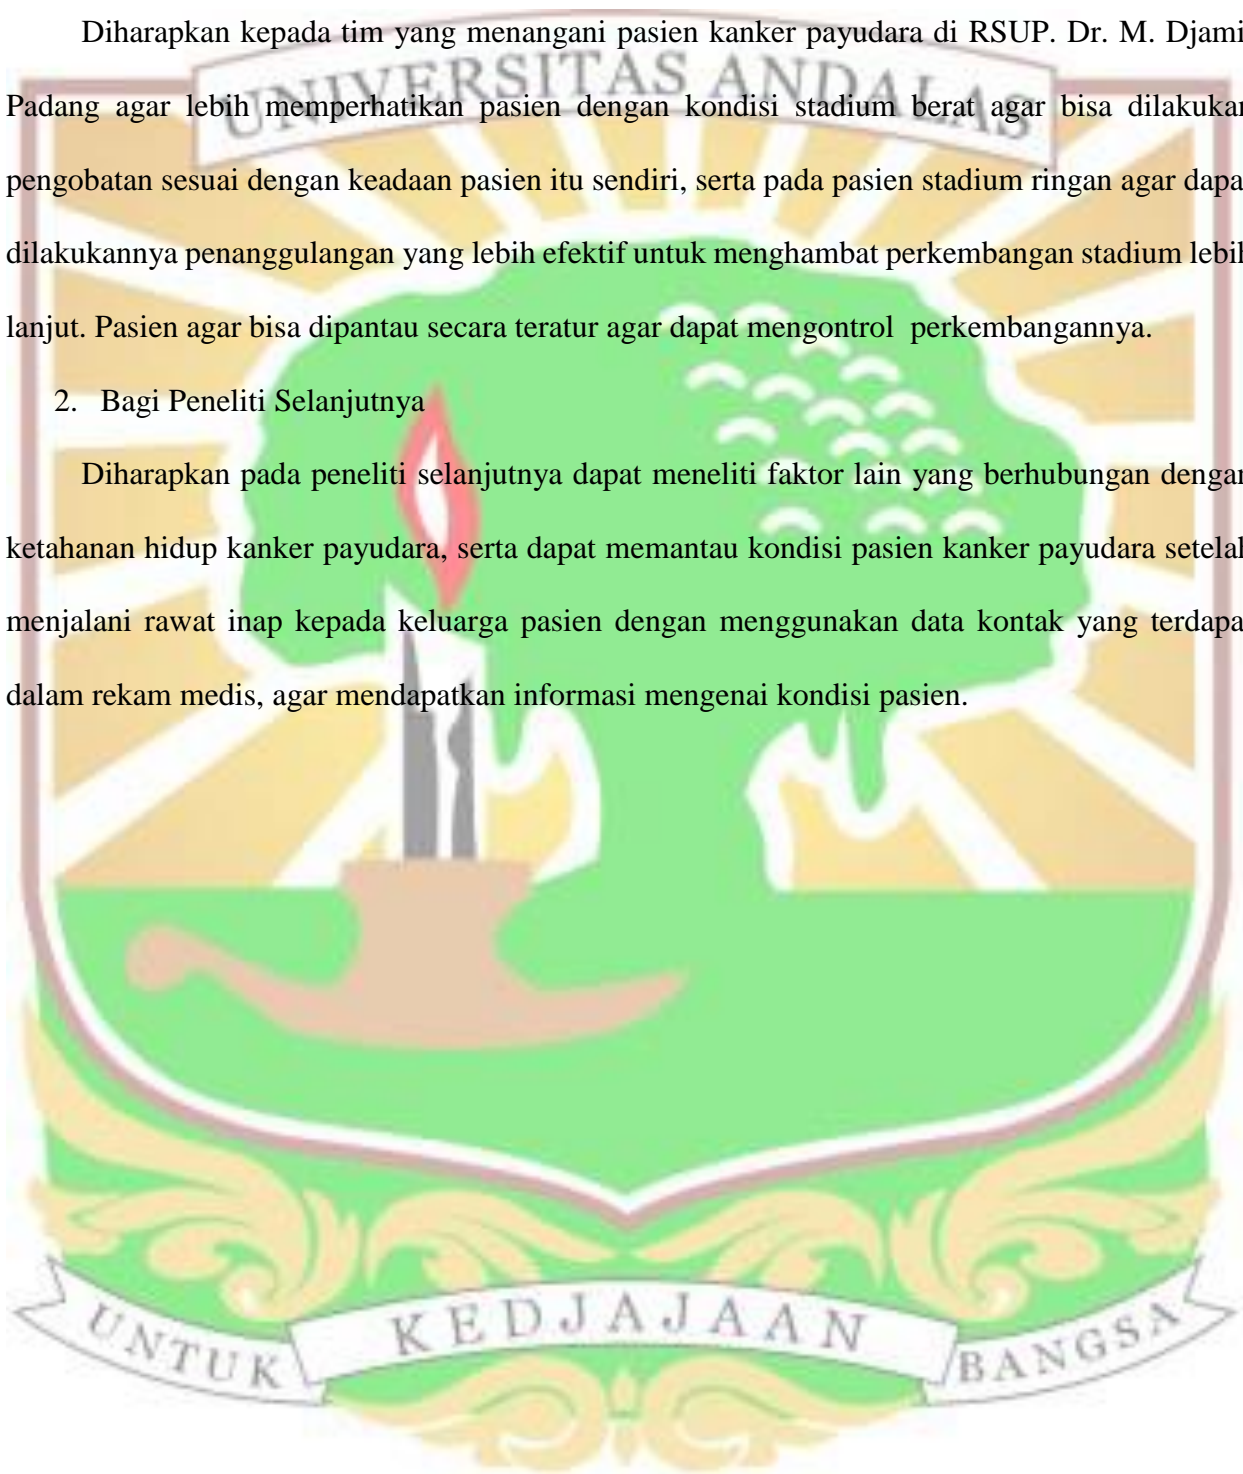 Diharapkan kepada tim yang menangani pasien kanker payudara di RSUP. Dr. M. Djami
UNIVERSITAS ANDALAS
Padang agar lebih memperhatikan pasien dengan kondisi stadium berat agar bisa dilakukan
pengobatan sesuai dengan keadaan pasien itu sendiri, serta pada pasien stadium ringan agar dapa
dilakukannya penanggulangan yang lebih efektif untuk menghambat perkembangan stadium lebih
lanjut. Pasien agar bisa dipantau secara teratur agar dapat mengontrol perkembangannya.
2. Bagi Peneliti Selanjutnya
Diharapkan pada peneliti selanjutnya dapat meneliti faktor lain yang berhubungan dengan
ketahanan hidup kanker payudara, serta dapat memantau kondisi pasien kanker payudara setelah
menjalani rawat inap kepada keluarga pasien dengan menggunakan data kontak yang terdapa
dalam rekam medis, agar mendapatkan informasi mengenai kondisi pasien.
UNTUK KEDJAJAAN BANGSA